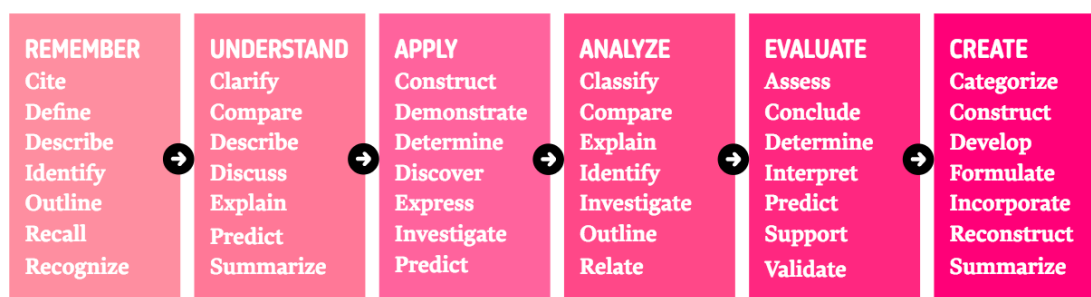 REMEMBER
Cite
Define
Describe
Identify
Outline
Recall
Recognize
UNDERSTAND
Clarify
Compare
Describe
Discuss
Explain
Predict
Summarize
APPLY
Construct
Demonstrate
Determine
Discover
Express
Investigate
Predict
ANALYZE
Classify
Compare
Explain
Identify
Investigate
Outline
Relate
EVALUATE
Assess
Conclude
Determine
Interpret
Predict
Support
Validate
CREATE
Categorize
Construct
Develop
Formulate
Incorporate
Reconstruct
Summarize